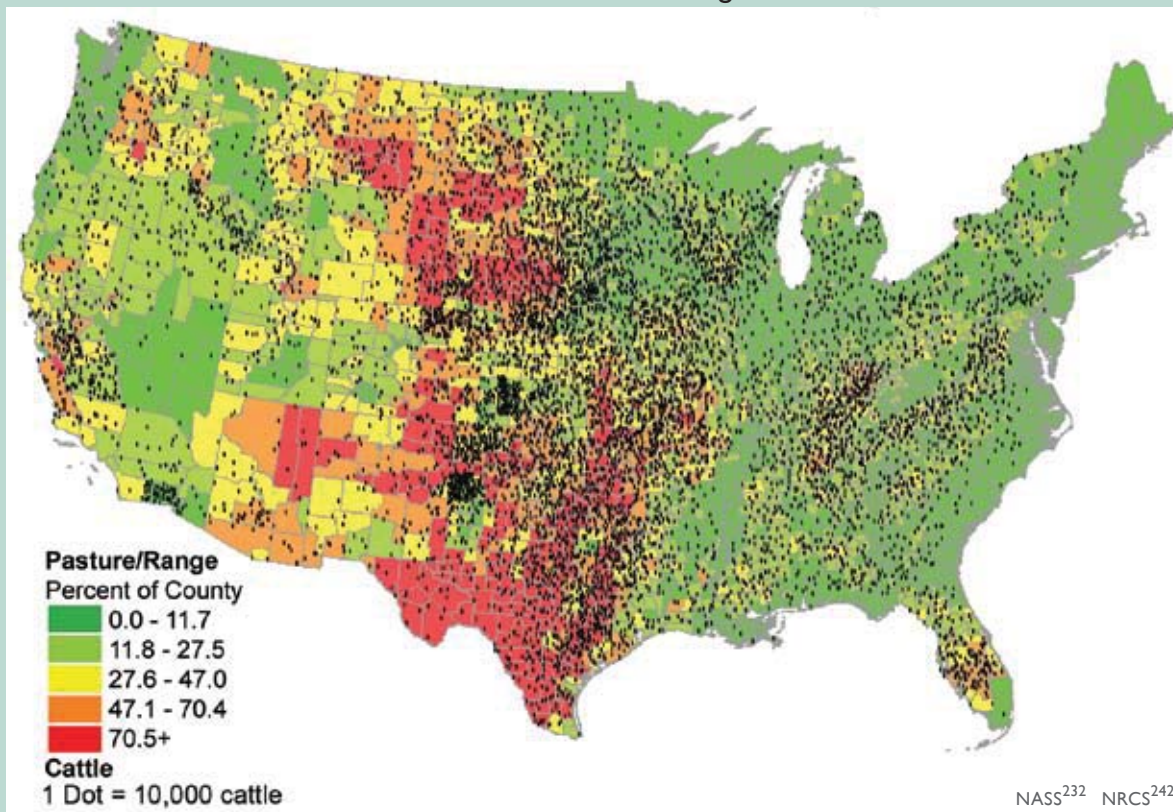 Pasture/Range
Percent of County
0.0 - 11.7
11.8 - 27.5
27.6 - 47.0
47.1 - 70.4
70.5+
Cattle
1 Dot = 10,000 cattle
NASS232 NRCS242